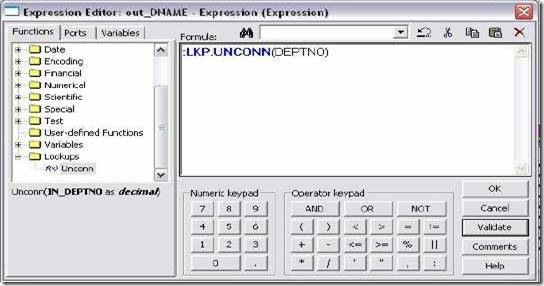 Expression Editor: out_DNAME - Expression (Expression)
Functions Ports Variables
Formula:
Date
Encoding
Financial
Numerical
Scientific
Special
Test
User-defined Functions
Variables
Lookups
f(x) Unconn
:LKP.UNCONN(DEPTNO)
Unconn(IN_DEPTNO as decimal)
Numeric keypad
7 8 9
4 5 6
1 2 3
0 .
Operator keypad
AND OR NOT
( ) < > = !=
+ - <= >= % ||
* / ' " , :
OK
Cancel
Validate
Comments
Help